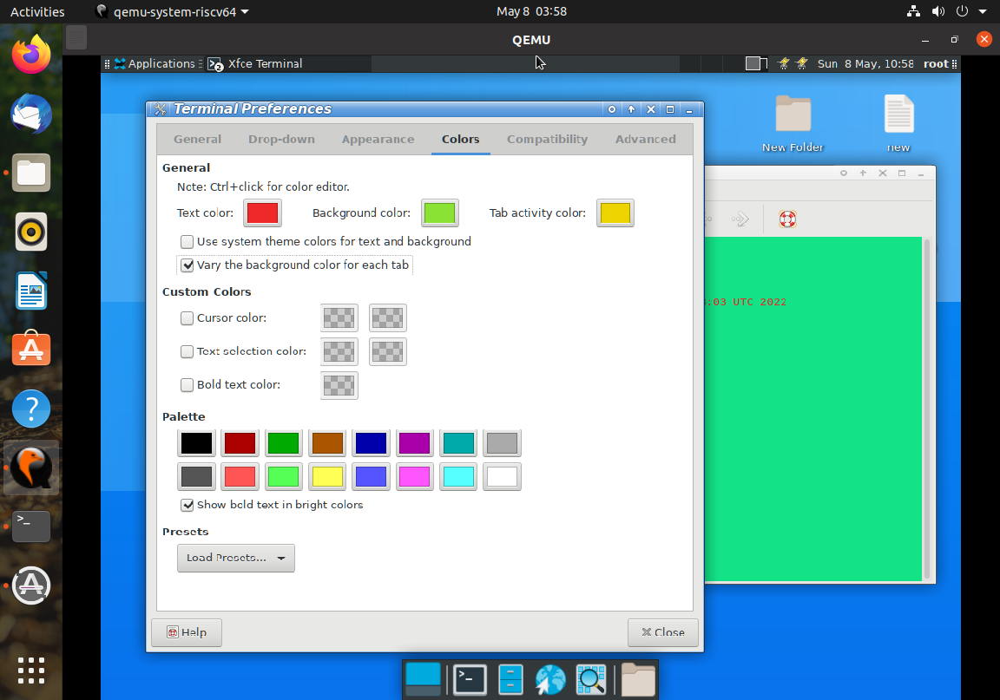 Activities qemu-system-riscv64 May 8 03:58
QEMU
Applications Xfce Terminal Sun 8 May, 10:58 root
Terminal Preferences
New Folder new
General Drop-down Appearance Colors Compatibility Advanced
General
Note: Ctrl+click for color editor.
Text color: Background color: Tab activity color:
Use system theme colors for text and background
Vary the background color for each tab
:03 UTC 2022
Custom Colors
Cursor color:
Text selection color:
Bold text color:
Palette
Show bold text in bright colors
Presets
Load Presets...
Help Close